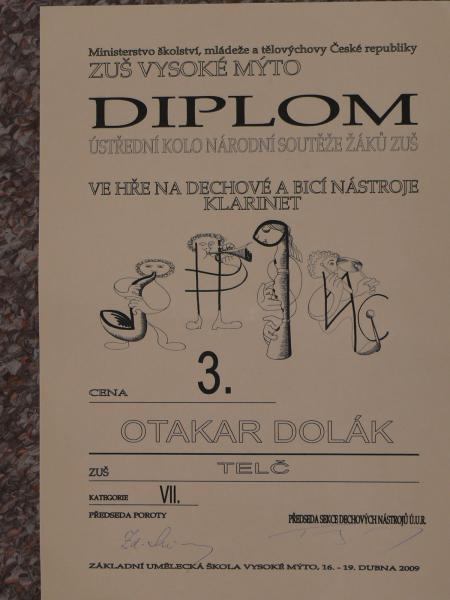 Ministerstvo školství, mládeže a tělovýchovy České republiky
ZUŠ VYSOKÉ MÝTO
DIPLOM
ÚSTŘEDNÍ KOLO NÁRODNÍ SOUTĚŽE ŽÁKŮ ZUŠ
VE HŘE NA DECHOVÉ A BICÍ NÁSTROJE
KLARINET
CENA 3.
OTAKAR DOLÁK
ZUŠ TELČ
KATEGORIE VII.
PŘEDSEDA POROTY PŘEDSEDA SEKCE DECHOVÝCH NÁSTROJŮ Ú.U.R.
ZÁKLADNÍ UMĚLECKÁ ŠKOLA VYSOKÉ MÝTO, 16. - 19. DUBNA 2009